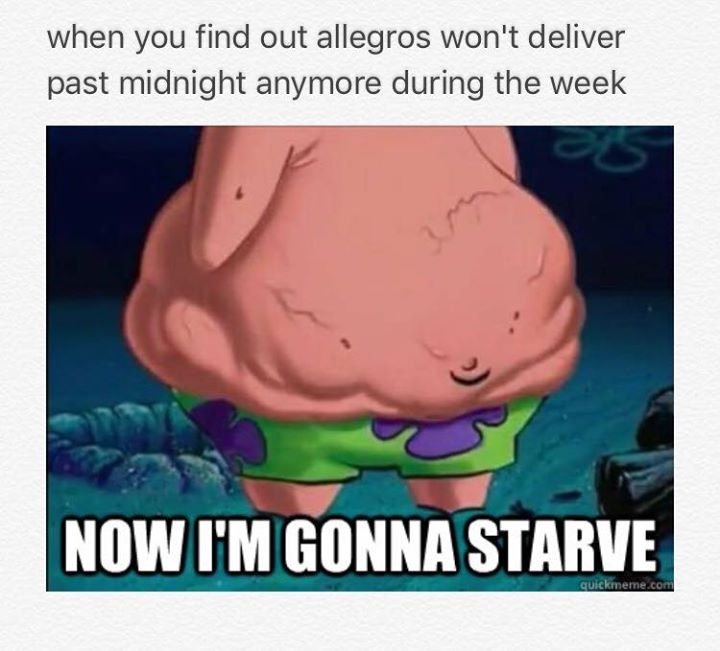 when you find out allegros won't deliver
past midnight anymore during the week
NOW I'M GONNA STARVE
quickmeme.com